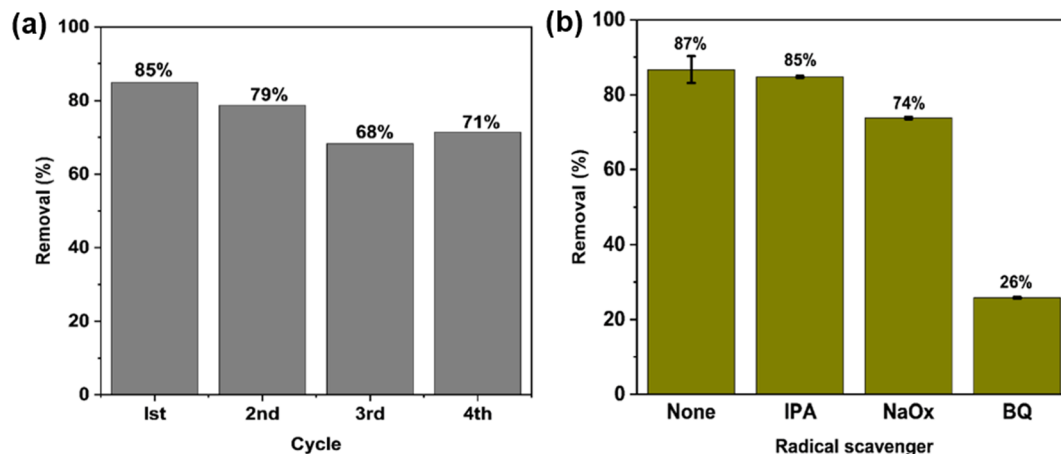 (a)
Removal (%)
100
80
60
40
20
0
85%
79%
68%
71%
Ist
2nd
3rd
4th
Cycle
(b)
Removal (%)
100
80
60
40
20
0
87%
85%
74%
26%
None
IPA
NaOx
BQ
Radical scavenger